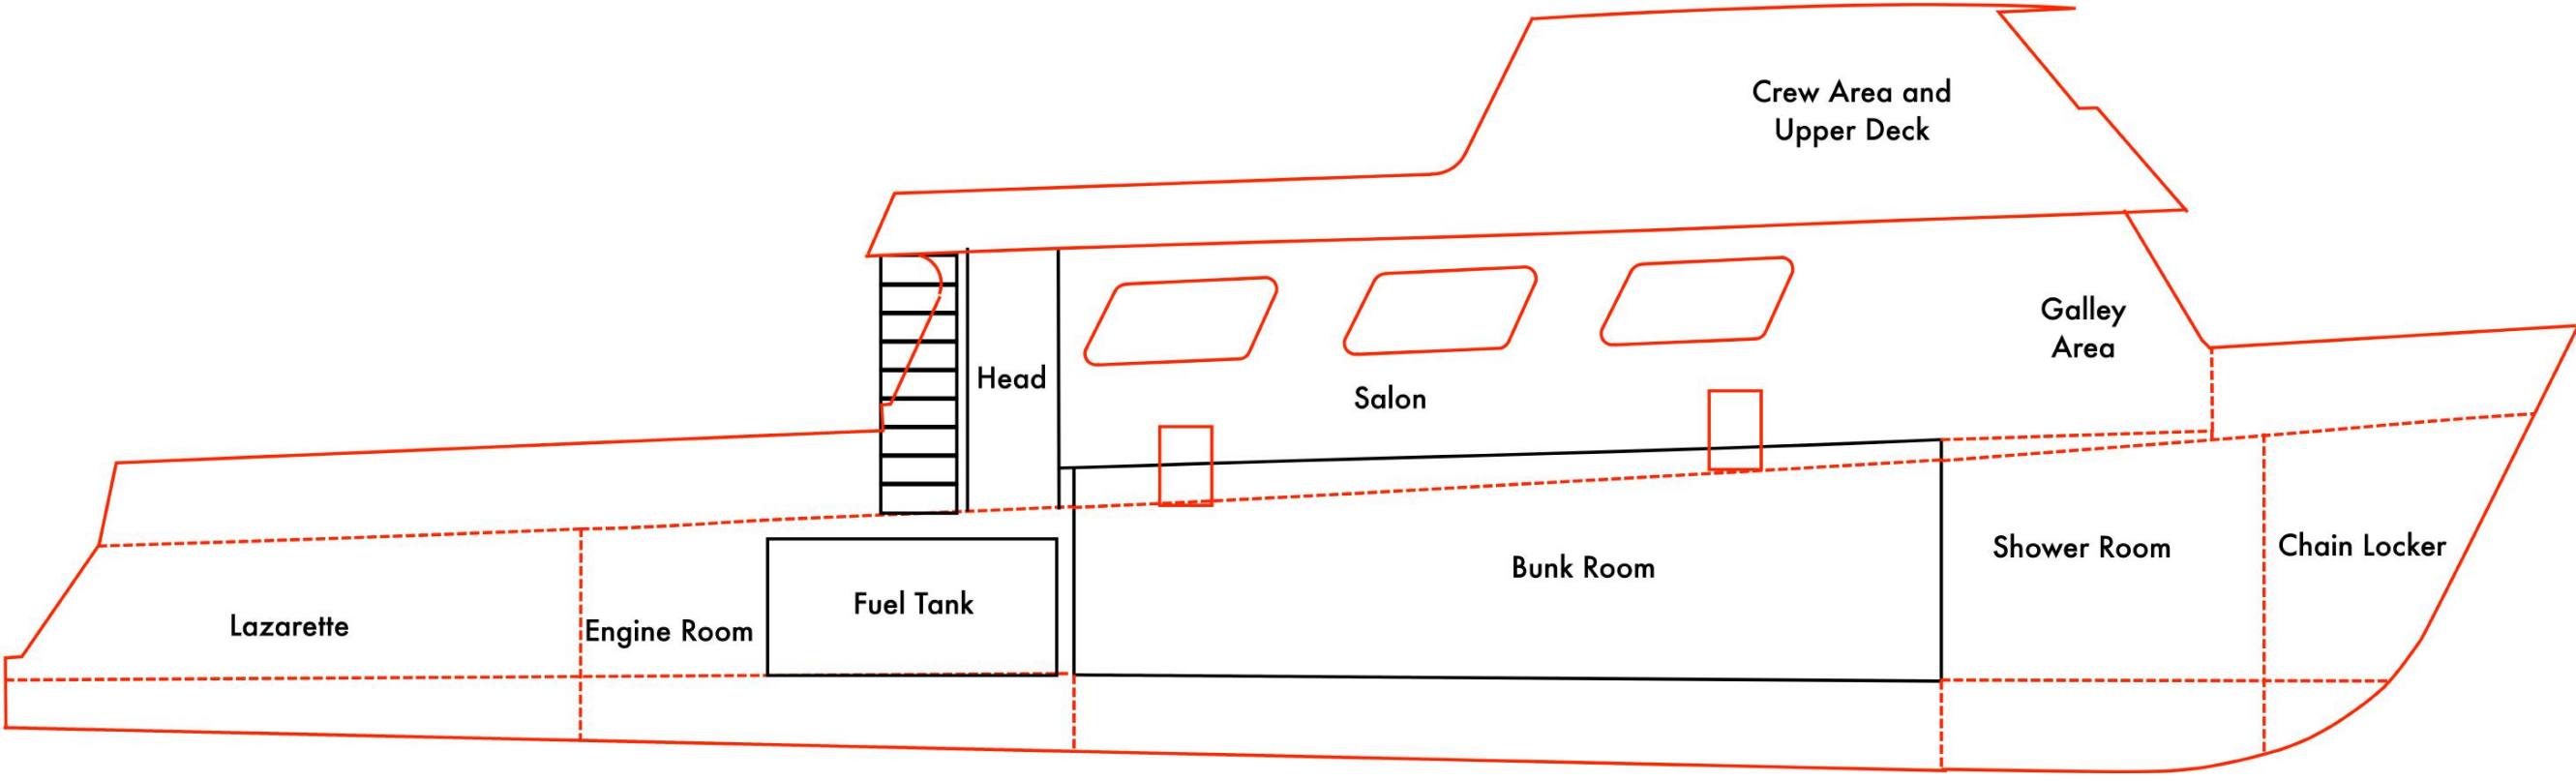 Crew Area and
Upper Deck
Galley
Area
Head
Salon
Shower Room
Chain Locker
Bunk Room
Fuel Tank
Lazarette
Engine Room